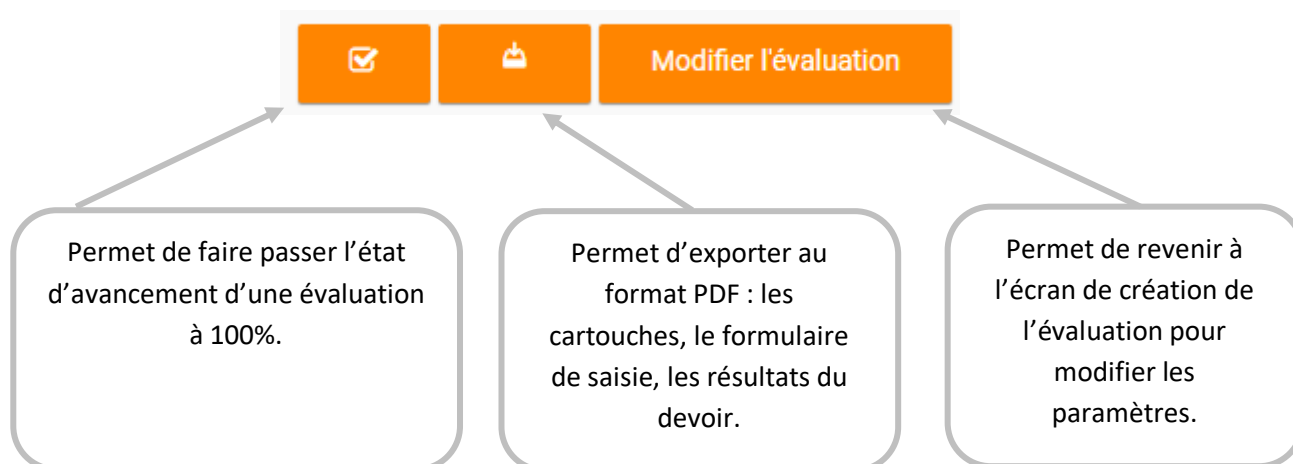 Modifier l'évaluation
Permet de faire passer l’état
d’avancement d’une évaluation
à 100%.
Permet d’exporter au
format PDF : les
cartouches, le formulaire
de saisie, les résultats du
devoir.
Permet de revenir à
l’écran de création de
l’évaluation pour
modifier les
paramètres.